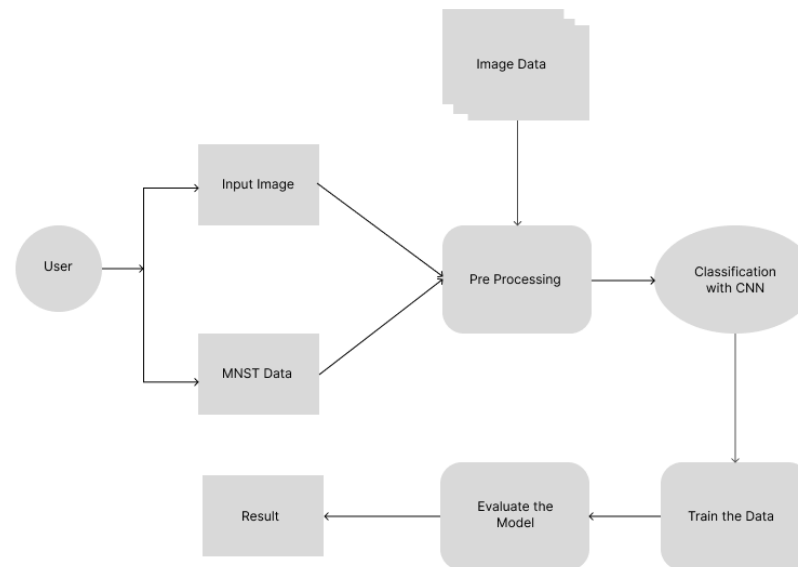 Image Data
Input Image
User
Pre Processing
Classification
with CNN
MNST Data
Result
Evaluate the
Model
Train the Data